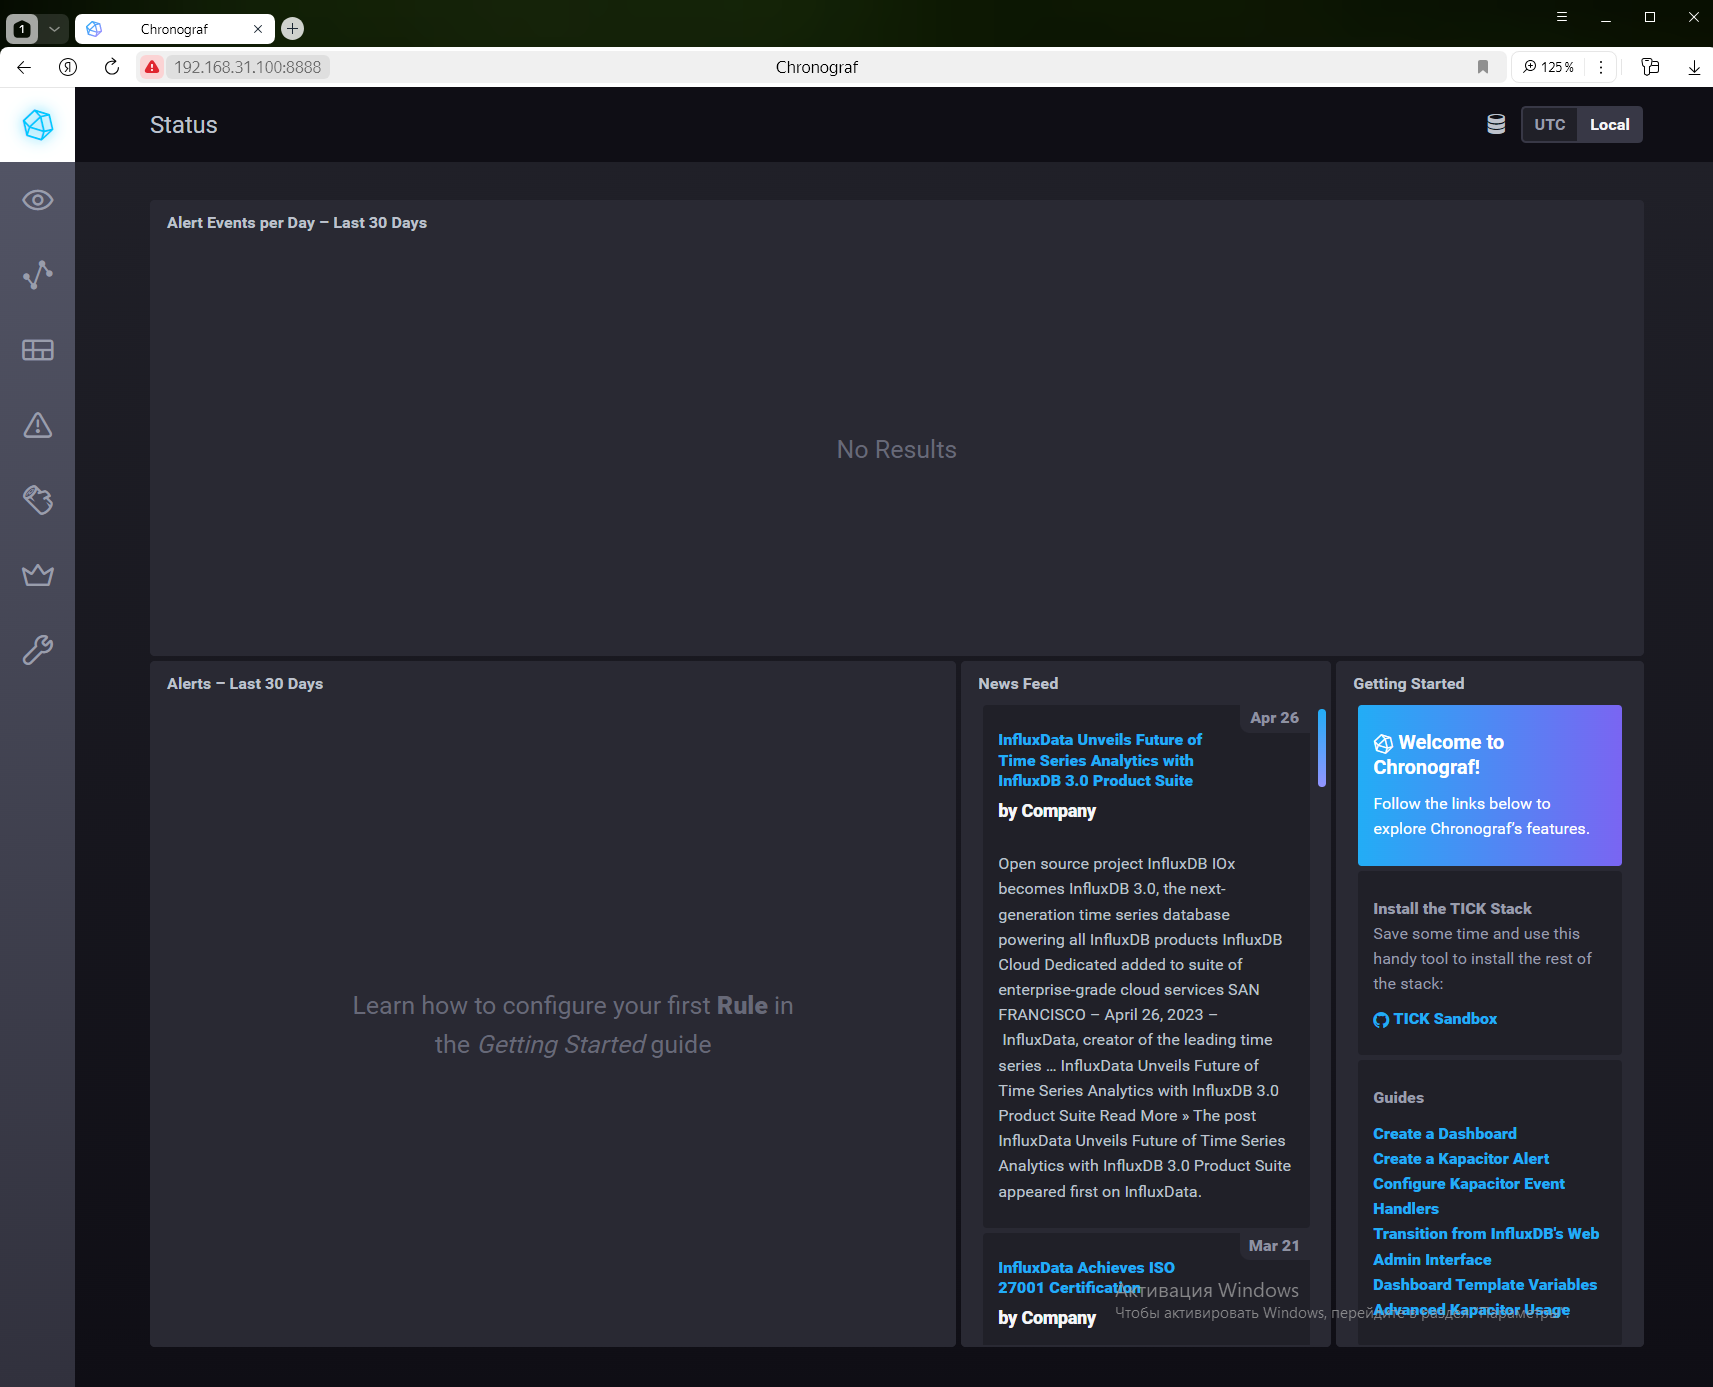 1
Chronograf
192.168.31.100:8888
Chronograf
125 %
Status
UTC
Local
Alert Events per Day – Last 30 Days
No Results
Alerts – Last 30 Days
Learn how to configure your first Rule in
the Getting Started guide
News Feed
Apr 26
InfluxData Unveils Future of
Time Series Analytics with
InfluxDB 3.0 Product Suite
by Company
Open source project InfluxDB IOx
becomes InfluxDB 3.0, the next-
generation time series database
powering all InfluxDB products InfluxDB
Cloud Dedicated added to suite of
enterprise-grade cloud services SAN
FRANCISCO – April 26, 2023 –
InfluxData, creator of the leading time
series … InfluxData Unveils Future of
Time Series Analytics with InfluxDB 3.0
Product Suite Read More » The post
InfluxData Unveils Future of Time Series
Analytics with InfluxDB 3.0 Product Suite
appeared first on InfluxData.
Mar 21
InfluxData Achieves ISO
27001 Certification
by Company
Getting Started
Welcome to
Chronograf!
Follow the links below to
explore Chronograf's features.
Install the TICK Stack
Save some time and use this
handy tool to install the rest of
the stack:
TICK Sandbox
Guides
Create a Dashboard
Create a Kapacitor Alert
Configure Kapacitor Event
Handlers
Transition from InfluxDB's Web
Admin Interface
Dashboard Template Variables
Advanced Kapacitor Usage
Активация Windows
Чтобы активировать Windows, перейдите в раздел "Параметры".